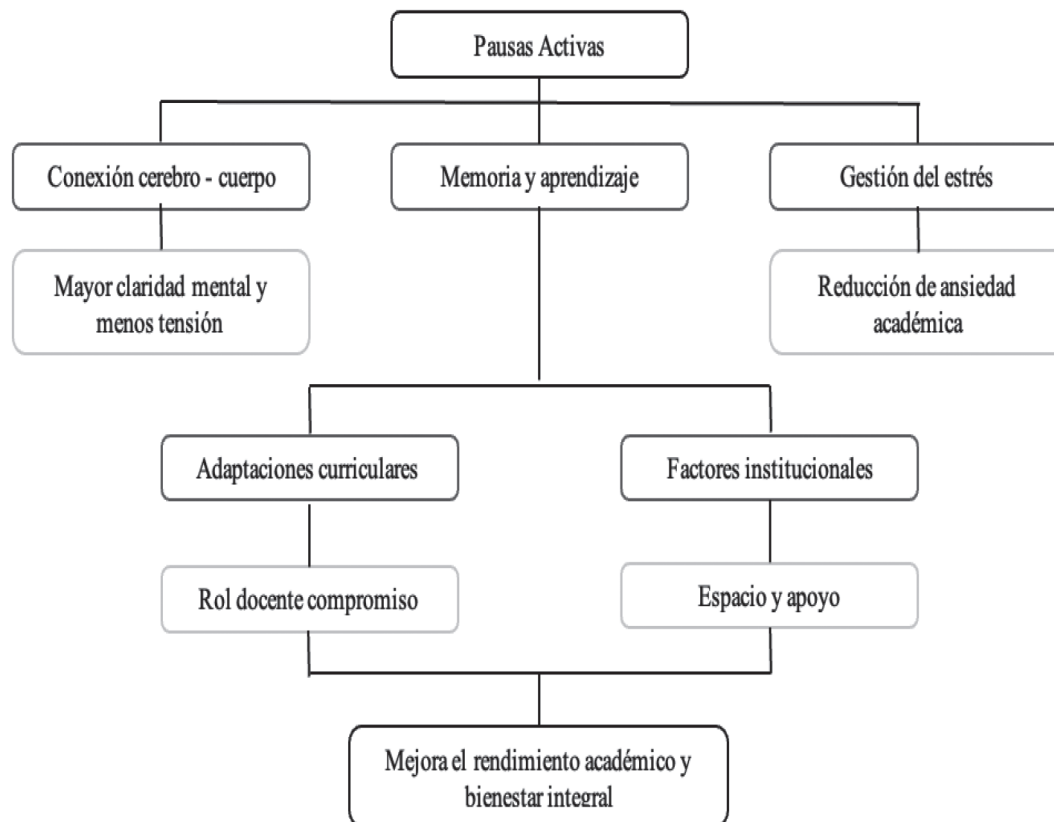 Pausas Activas
Conexión cerebro - cuerpo
Memoria y aprendizaje
Gestión del estrés
Mayor claridad mental y
menos tensión
Reducción de ansiedad
académica
Adaptaciones curriculares
Factores institucionales
Rol docente compromiso
Espacio y apoyo
Mejora el rendimiento académico y
bienestar integral